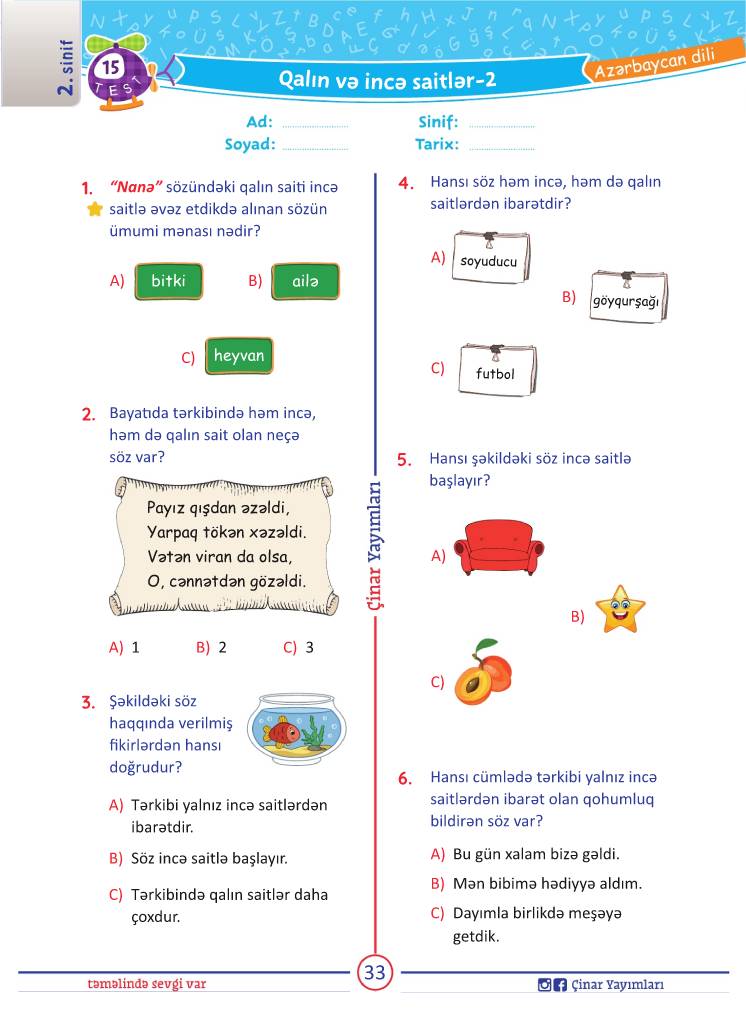 2. sinif
15
TEST
Qalın və incə saitlər-2
Azərbaycan dili
Ad: 
Sinif: 
Soyad: 
Tarix: 
1. “Nanə” sözündəki qalın saiti incə
saitlə əvəz etdikdə alınan sözün
ümumi mənası nədir?
A) bitki
B) ailə
C) heyvan
2. Bayatıda tərkibində həm incə,
həm də qalın sait olan neçə
söz var?
Payız qışdan əzəldi,
Yarpaq tökən xəzəldi.
Vətən viran da olsa,
O, cənnətdən gözəldi.
A) 1 B) 2 C) 3
3. Şəkildəki söz
haqqında verilmiş
fikirlərdən hansı
doğrudur?
A) Tərkibi yalnız incə saitlərdən
ibarətdir.
B) Söz incə saitlə başlayır.
C) Tərkibində qalın saitlər daha
çoxdur.
Çinar Yayımları
4. Hansı söz həm incə, həm də qalın
saitlərdən ibarətdir?
A) soyuducu
B) göyqurşağı
C) futbol
5. Hansı şəkildəki söz incə saitlə
başlayır?
A)
B)
C)
6. Hansı cümlədə tərkibi yalnız incə
saitlərdən ibarət olan qohumluq
bildirən söz var?
A) Bu gün xalam bizə gəldi.
B) Mən bibimə hədiyyə aldım.
C) Dayımla birlikdə meşəyə
getdik.
təməlində sevgi var
33
Çinar Yayımları